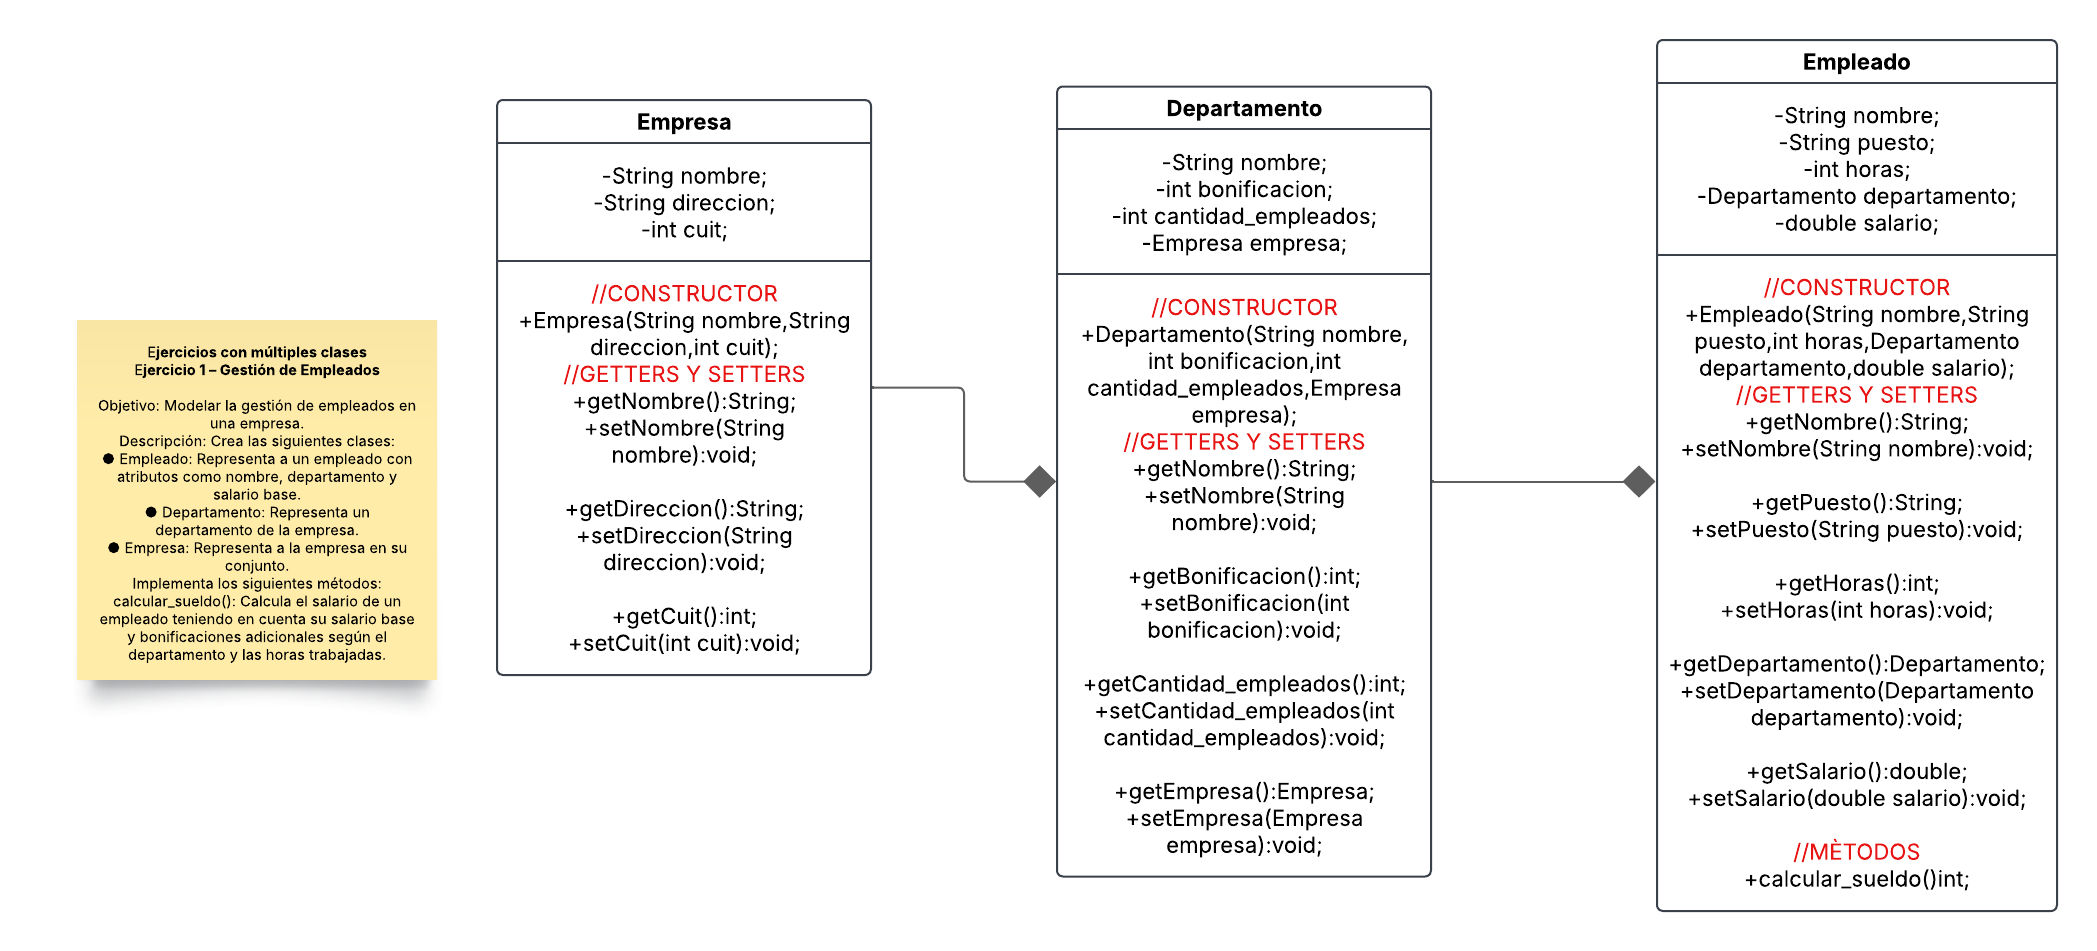 Ejercicios con múltiples clases
Ejercicio 1 – Gestión de Empleados
Objetivo: Modelar la gestión de empleados en
una empresa.
Descripción: Crea las siguientes clases:
● Empleado: Representa a un empleado con
atributos como nombre, departamento y
salario base.
● Departamento: Representa un
departamento de la empresa.
● Empresa: Representa a la empresa en su
conjunto.
Implementa los siguientes métodos:
calcular_sueldo(): Calcula el salario de un
empleado teniendo en cuenta su salario base
y bonificaciones adicionales según el
departamento y las horas trabajadas.
Empresa
-String nombre;
-String direccion;
-int cuit;
//CONSTRUCTOR
+Empresa(String nombre,String
direccion,int cuit);
//GETTERS Y SETTERS
+getNombre():String;
+setNombre(String
nombre):void;
+getDireccion():String;
+setDireccion(String
direccion):void;
+getCuit():int;
+setCuit(int cuit):void;
Departamento
-String nombre;
-int bonificacion;
-int cantidad_empleados;
-Empresa empresa;
//CONSTRUCTOR
+Departamento(String nombre,
int bonificacion,int
cantidad_empleados,Empresa
empresa);
//GETTERS Y SETTERS
+getNombre():String;
+setNombre(String
nombre):void;
+getBonificacion():int;
+setBonificacion(int
bonificacion):void;
+getCantidad_empleados():int;
+setCantidad_empleados(int
cantidad_empleados):void;
+getEmpresa():Empresa;
+setEmpresa(Empresa
empresa):void;
Empleado
-String nombre;
-String puesto;
-int horas;
-Departamento departamento;
-double salario;
//CONSTRUCTOR
+Empleado(String nombre,String
puesto,int horas,Departamento
departamento,double salario);
//GETTERS Y SETTERS
+getNombre():String;
+setNombre(String nombre):void;
+getPuesto():String;
+setPuesto(String puesto):void;
+getHoras():int;
+setHoras(int horas):void;
+getDepartamento():Departamento;
+setDepartamento(Departamento
departamento):void;
+getSalario():double;
+setSalario(double salario):void;
//MÈTODOS
+calcular_sueldo()int;